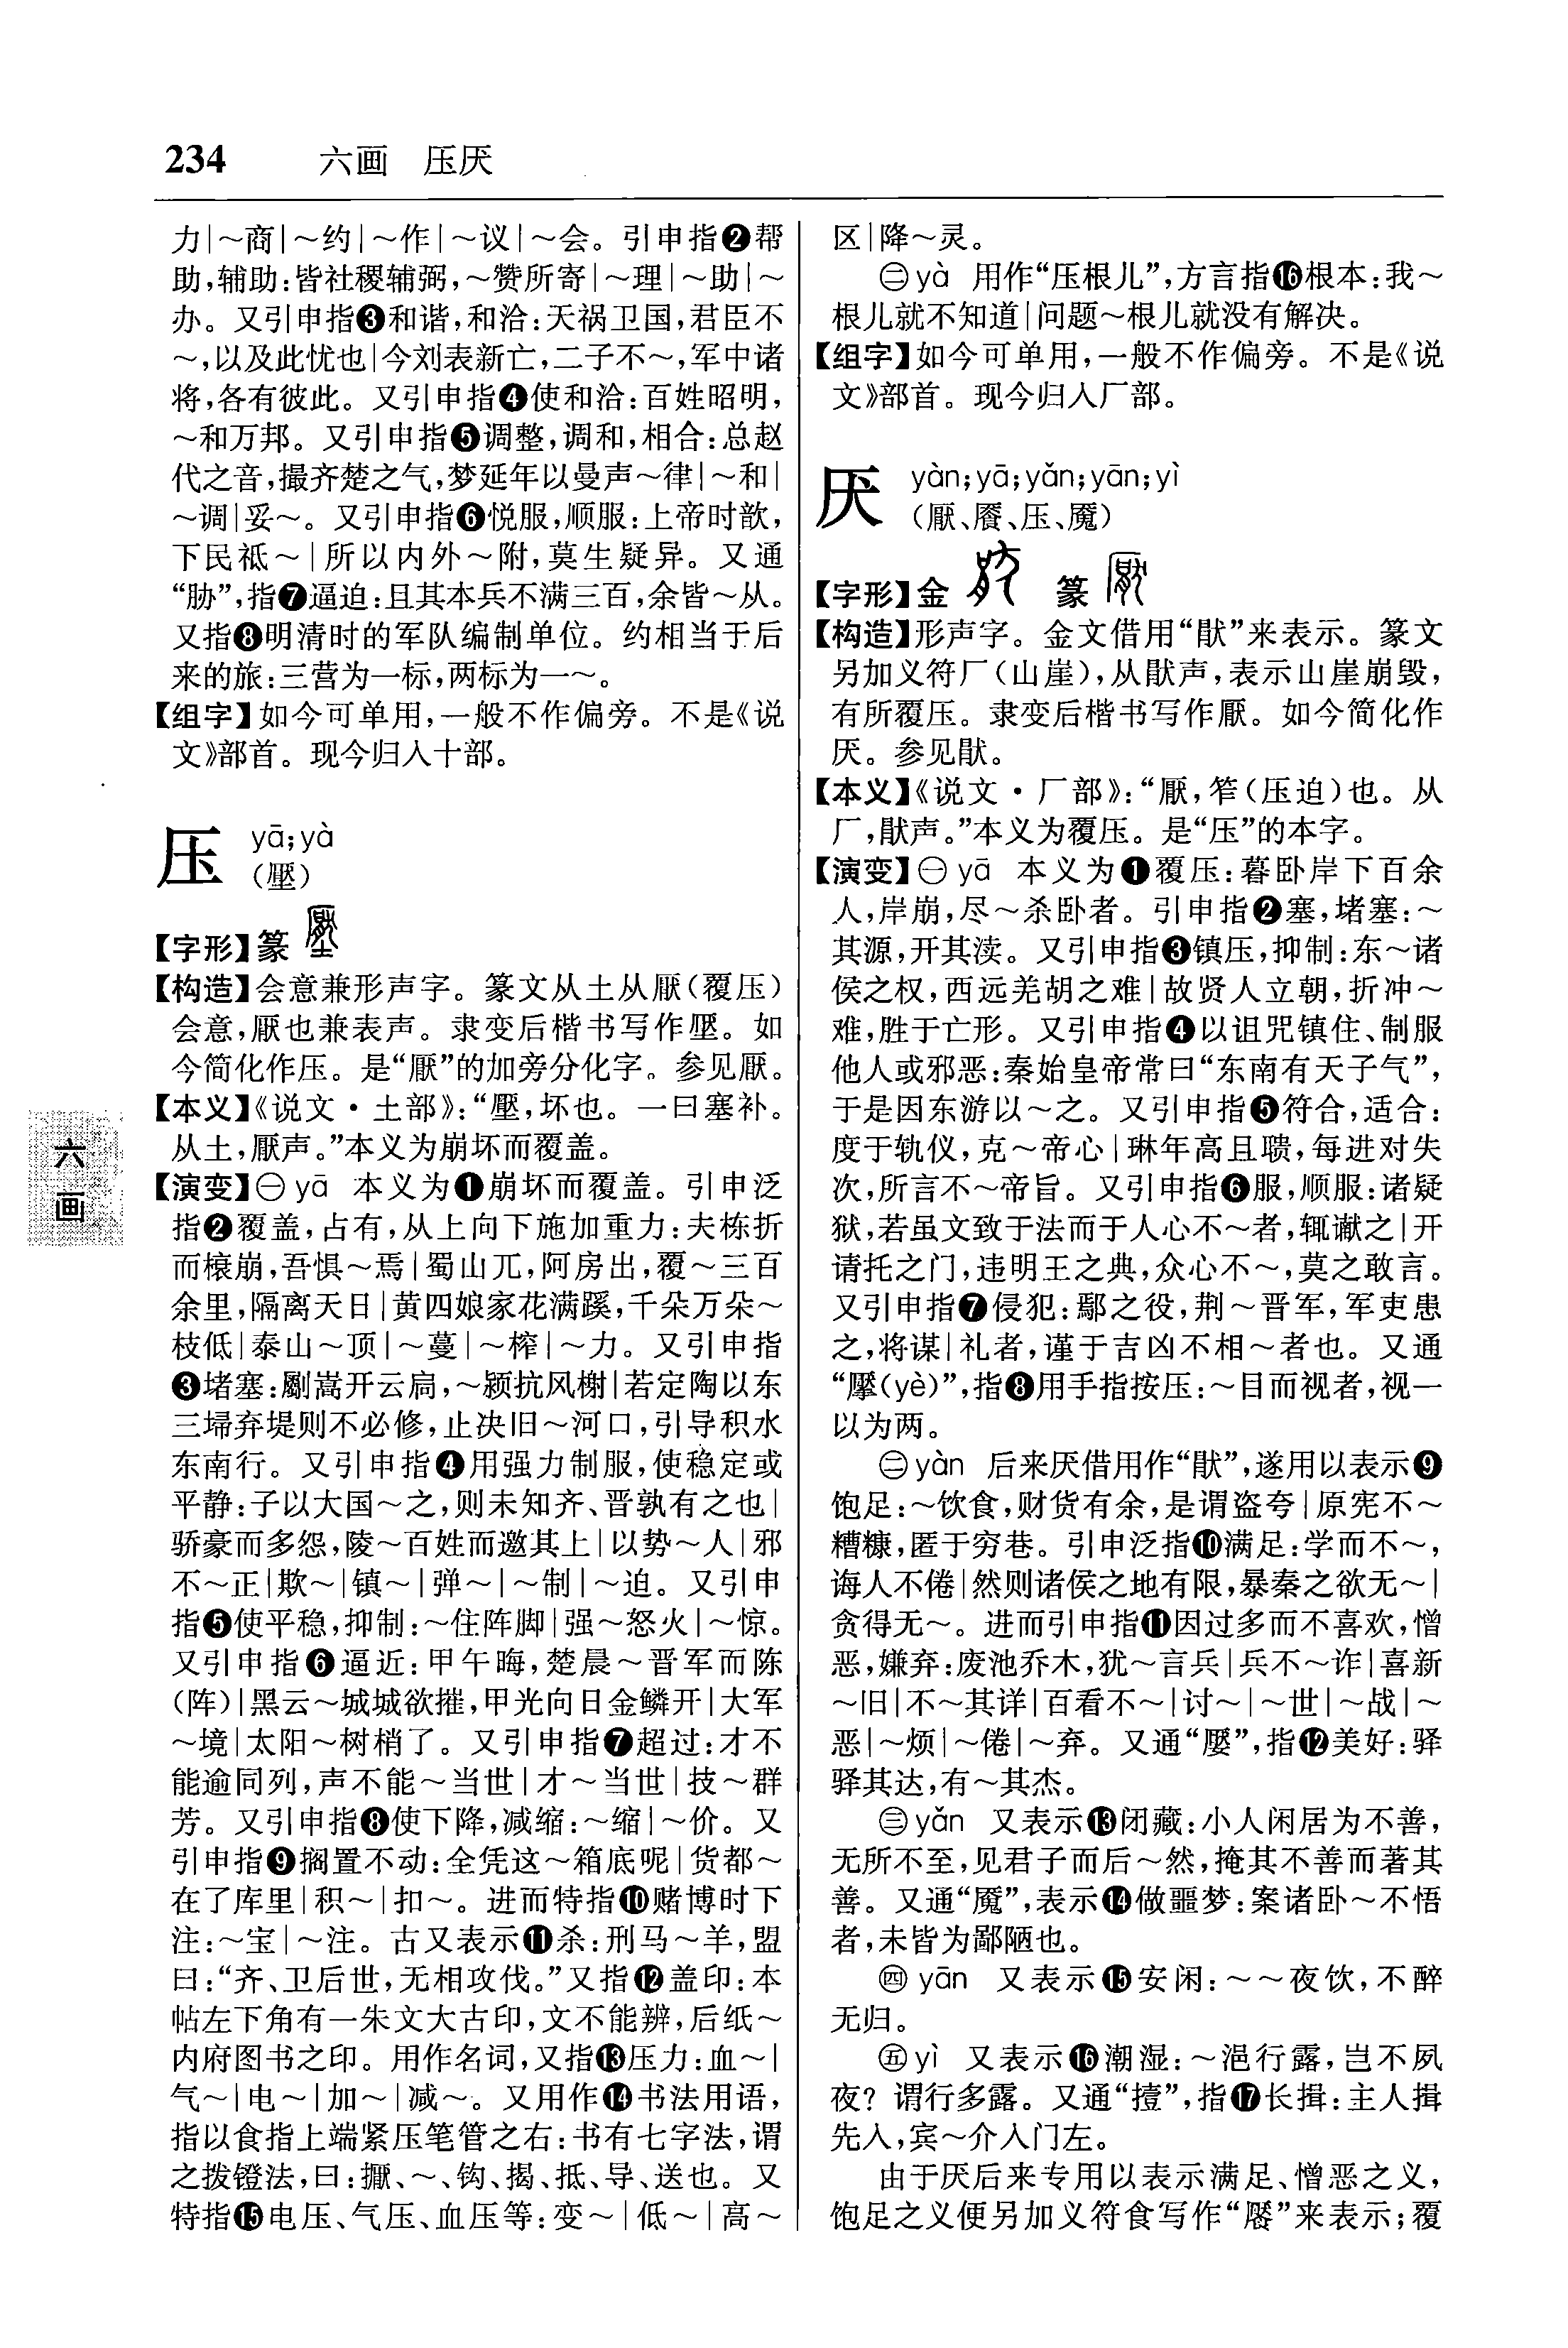 234 六画 压厌
力|～商|～约|～作|～议|～会。引申指❷帮
助,辅助:皆社稷辅弼,～赞所寄|～理|～助|～
办。又引申指❸和谐,和洽:天祸卫国,君臣不
～,以及此忧也|今刘表新亡,二子不～,军中诸
将,各有彼此。又引申指❹使和洽:百姓昭明,
～和万邦。又引申指❺调整,调和,相合:总赵
代之音,撮齐楚之气,梦延年以曼声～律|～和|
～调|妥～。又引申指❻悦服,顺服:上帝时歆,
下民祗～|所以内外～附,莫生疑异。又通
“胁”,指❼逼迫:且其本兵不满三百,余皆～从。
又指❽明清时的军队编制单位。约相当于后
来的旅:三营为一标,两标为一～。
【组字】如今可单用,一般不作偏旁。不是《说
文》部首。现今归入十部。
压 yā;yà
(壓)
【字形】篆
【构造】会意兼形声字。篆文从土从厭(覆压)
会意,厭也兼表声。隶变后楷书写作壓。如
今简化作压。是“厭”的加旁分化字。参见厭。
【本义】《说文·土部》:“壓,坏也。一曰塞补。
从土,厭声。”本义为崩坏而覆盖。
【演变】㊀yā 本义为❶崩坏而覆盖。引申泛
指❷覆盖,占有,从上向下施加重力:夫栋折
而榱崩,吾惧～焉|蜀山兀,阿房出,覆～三百
余里,隔离天日|黄四娘家花满蹊,千朵万朵～
枝低|泰山～顶|～蔓|～榨|～力。又引申指
❸堵塞:劚嵩开云扃,～颍抗风榭|若定陶以东
三埽弃堤则不必修,止决旧～河口,引导积水
东南行。又引申指❹用强力制服,使稳定或
平静:子以大国～之,则未知齐、晋孰有之也|
骄豪而多怨,陵～百姓而邀其上|以势～人|邪
不～正|欺～|镇～|弹～|～制|～迫。又引申
指❺使平稳,抑制:～住阵脚|强～怒火|～惊。
又引申指❻逼近:甲午晦,楚晨～晋军而陈
(阵)|黑云～城城欲摧,甲光向日金鳞开|大军
～境|太阳～树梢了。又引申指❼超过:才不
能逾同列,声不能～当世|才～当世|技～群
芳。又引申指❽使下降,减缩:～缩|～价。又
引申指❾搁置不动:全凭这～箱底呢|货都～
在了库里|积～|扣～。进而特指❿赌博时下
注:～宝|～注。古又表示⓫杀:刑马～羊,盟
曰:“齐、卫后世,无相攻伐。”又指⓬盖印:本
帖左下角有一朱文大古印,文不能辨,后纸～
内府图书之印。用作名词,又指⓭压力:血～|
气～|电～|加～|减～。又用作⓮书法用语,
指以食指上端紧压笔管之右:书有七字法,谓
之拨镫法,曰:擫、～、钩、揭、抵、导、送也。又
特指⓯电压、气压、血压等:变～|低～|高～
区|降～灵。
㊁yà 用作“压根儿”,方言指⓰根本:我～
根儿就不知道|问题～根儿就没有解决。
【组字】如今可单用,一般不作偏旁。不是《说
文》部首。现今归入厂部。
厌 yàn;yā;yǎn;yān;yì
(厭、餍、压、魇)
【字形】金 篆
【构造】形声字。金文借用“猒”来表示。篆文
另加义符厂(山崖),从猒声,表示山崖崩毁,
有所覆压。隶变后楷书写作厭。如今简化作
厌。参见猒。
【本义】《说文·厂部》:“厭,笮(压迫)也。从
厂,猒声。”本义为覆压。是“压”的本字。
【演变】㊀yā 本义为❶覆压:暮卧岸下百余
人,岸崩,尽～杀卧者。引申指❷塞,堵塞:～
其源,开其渎。又引申指❸镇压,抑制:东～诸
侯之权,西远羌胡之难|故贤人立朝,折冲～
难,胜于亡形。又引申指❹以诅咒镇住、制服
他人或邪恶:秦始皇帝常曰“东南有天子气”,
于是因东游以～之。又引申指❺符合,适合:
度于轨仪,克～帝心|琳年高且聩,每进对失
次,所言不～帝旨。又引申指❻服,顺服:诸疑
狱,若虽文致于法而于人心不～者,辄谳之|开
请托之门,违明王之典,众心不～,莫之敢言。
又引申指❼侵犯:鄢之役,荆～晋军,军吏患
之,将谋|礼者,谨于吉凶不相～者也。又通
“擪(yè)”,指❽用手指按压:～目而视者,视一
以为两。
㊁yàn 后来厌借用作“猒”,遂用以表示❾
饱足:～饮食,财货有余,是谓盗夸|原宪不～
糟糠,匿于穷巷。引申泛指❿满足:学而不～,
诲人不倦|然则诸侯之地有限,暴秦之欲无～|
贪得无～。进而引申指⓫因过多而不喜欢,憎
恶,嫌弃:废池乔木,犹～言兵|兵不～诈|喜新
～旧|不～其详|百看不～|讨～|～世|～战|～
恶|～烦|～倦|～弃。又通“嬮”,指⓬美好:驿
驿其达,有～其杰。
㊂yǎn 又表示⓭闭藏:小人闲居为不善,
无所不至,见君子而后～然,掩其不善而著其
善。又通“魇”,表示⓮做噩梦:案诸卧～不悟
者,未皆为鄙陋也。
㊃yān 又表示⓯安闲:～～夜饮,不醉
无归。
㊄yì 又表示⓰潮湿:～浥行露,岂不夙
夜?谓行多露。又通“撎”,指⓱长揖:主人揖
先入,宾～介入门左。
由于厌后来专用以表示满足、憎恶之义,
饱足之义便另加义符食写作“餍”来表示;覆
六
画